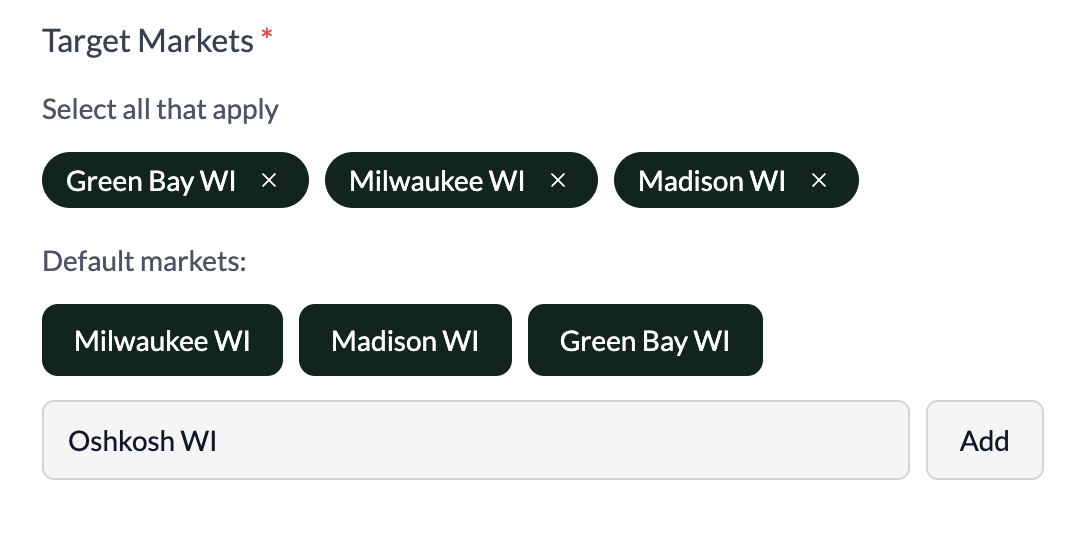 Target Markets *
Select all that apply
Green Bay WI × Milwaukee WI × Madison WI ×
Default markets:
Milwaukee WI Madison WI Green Bay WI
Oshkosh WI Add